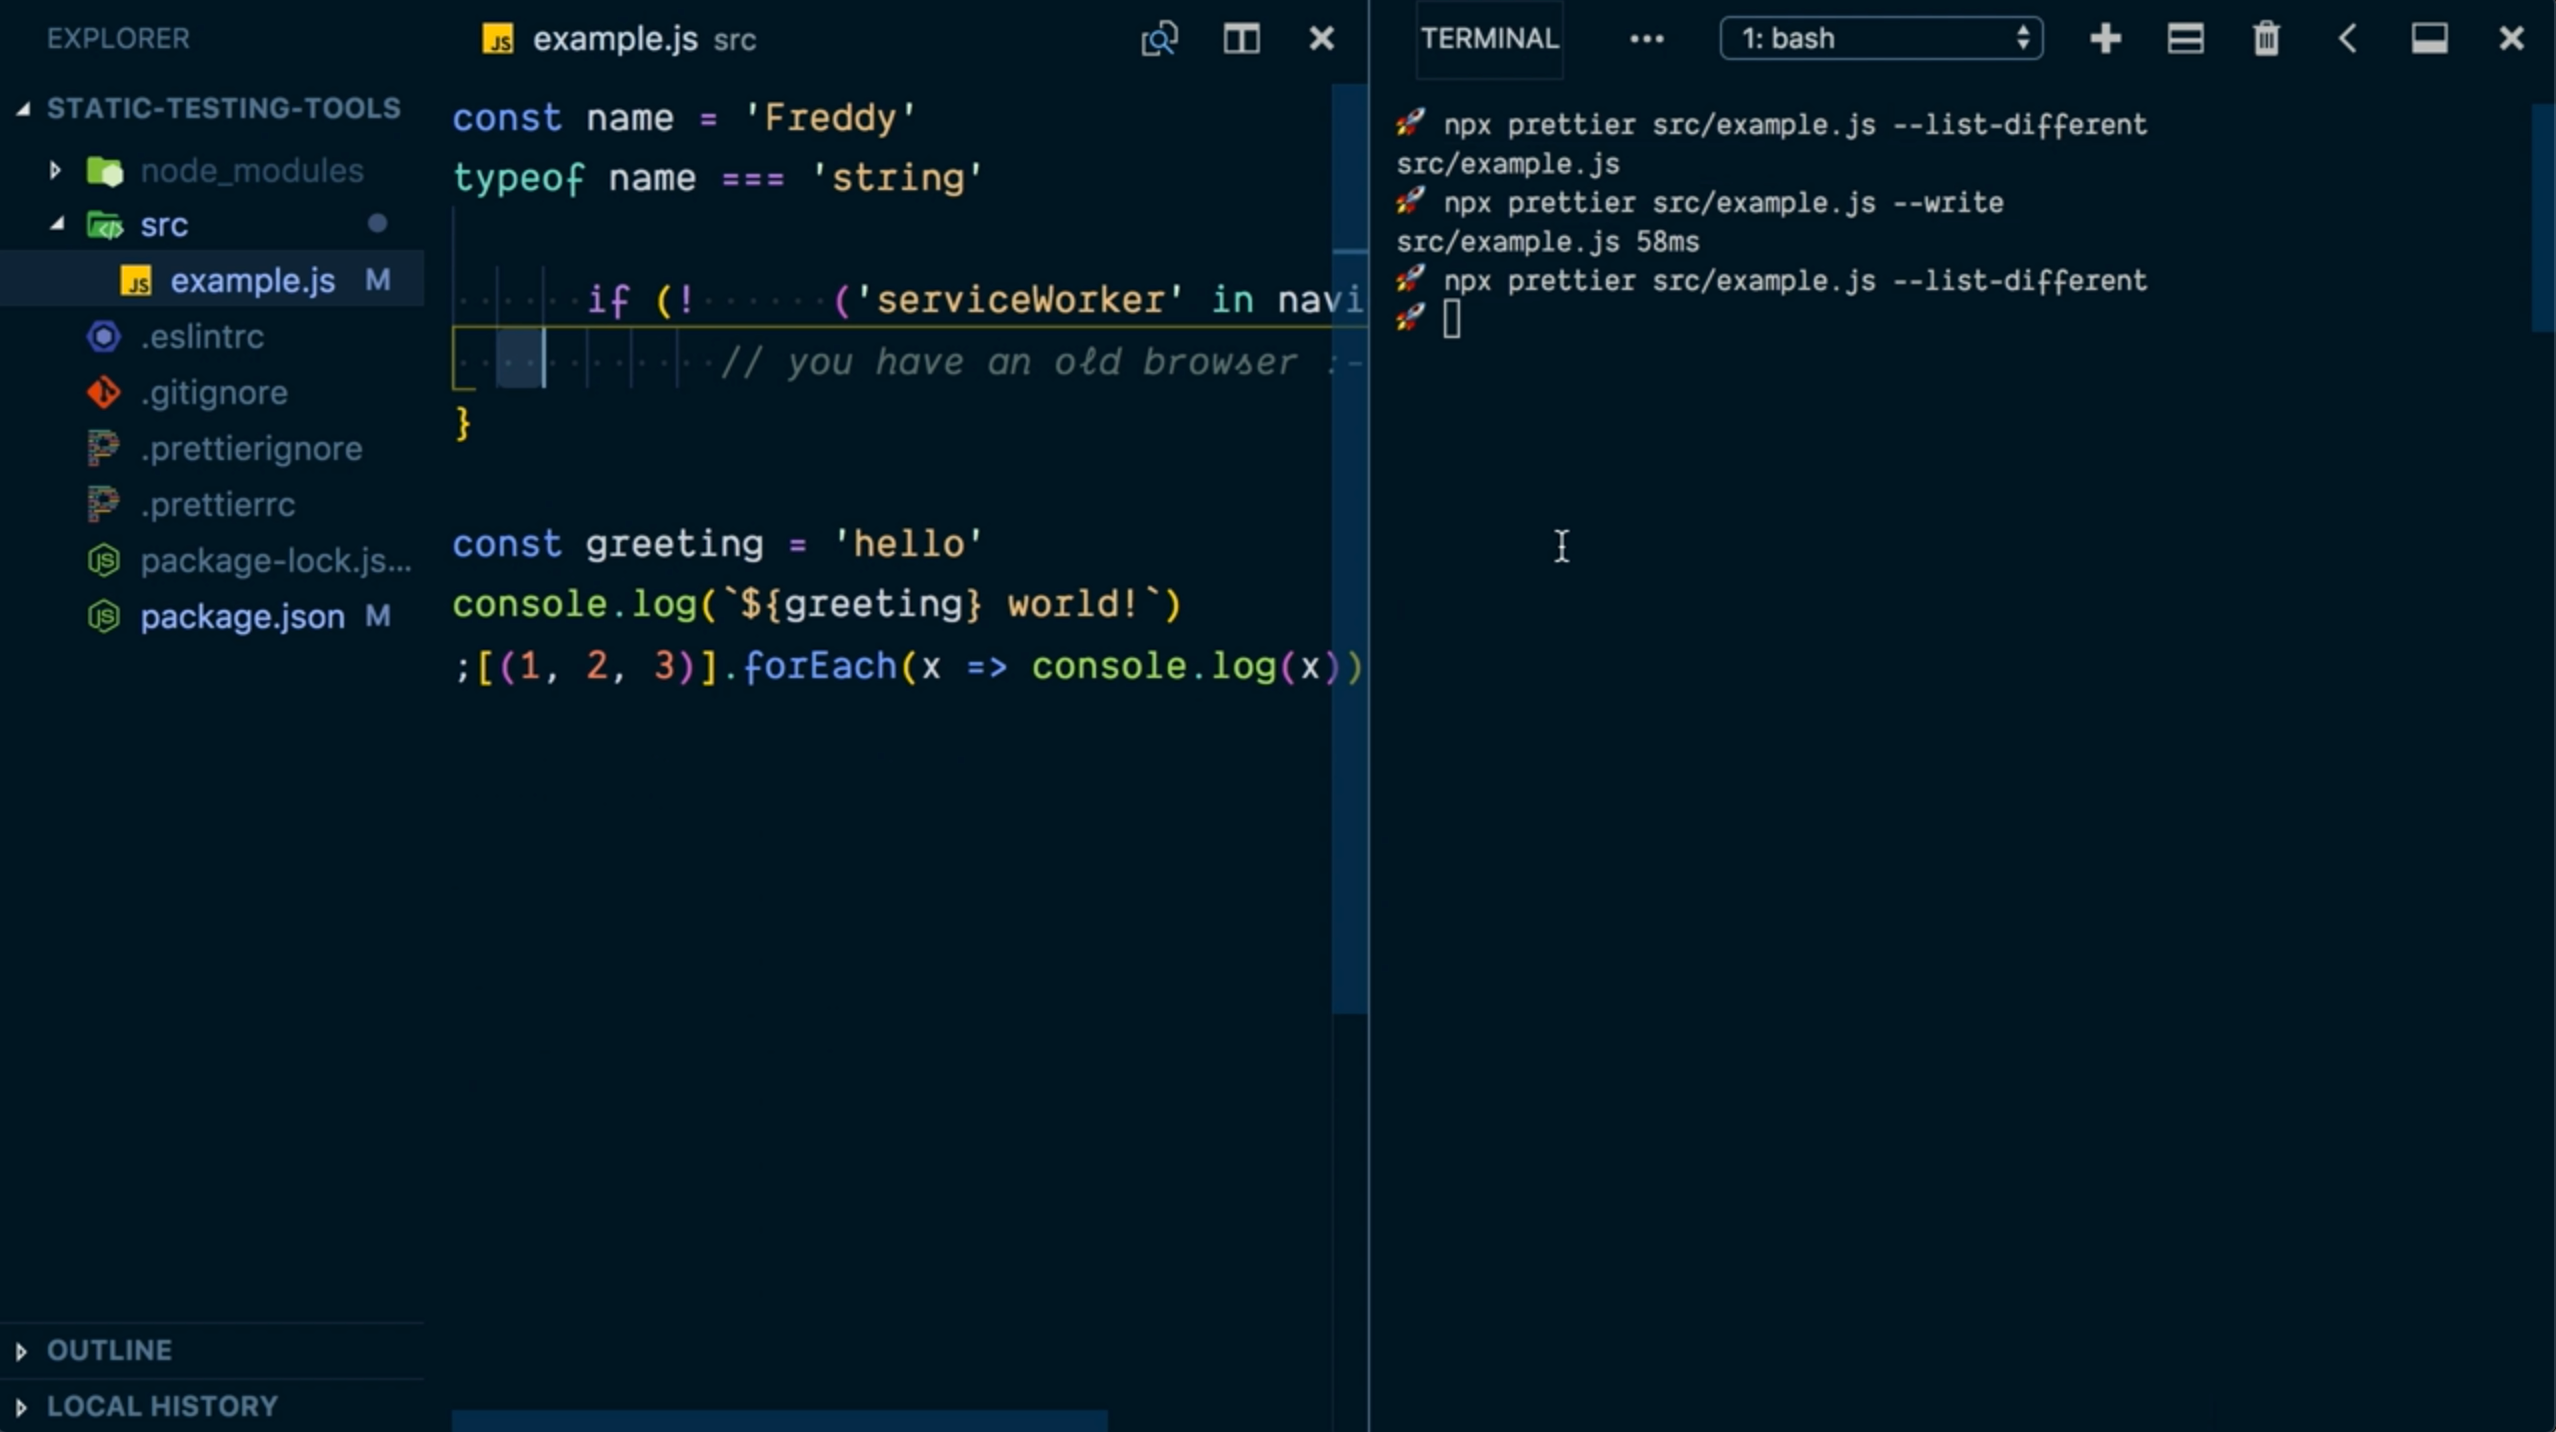 EXPLORER
STATIC-TESTING-TOOLS
node_modules
src
example.js M
.eslintrc
.gitignore
.prettierignore
.prettierrc
package-lock.js...
package.json M
OUTLINE
LOCAL HISTORY
JS example.js src
const name = 'Freddy'
typeof name === 'string'
if (! ('serviceWorker' in navi
// you have an old browser :-
}
const greeting = 'hello'
console.log(`${greeting} world!`)
;[(1, 2, 3)].forEach(x => console.log(x))
TERMINAL ... 1: bash
🚀 npx prettier src/example.js --list-different
src/example.js
🚀 npx prettier src/example.js --write
src/example.js 58ms
🚀 npx prettier src/example.js --list-different
🚀